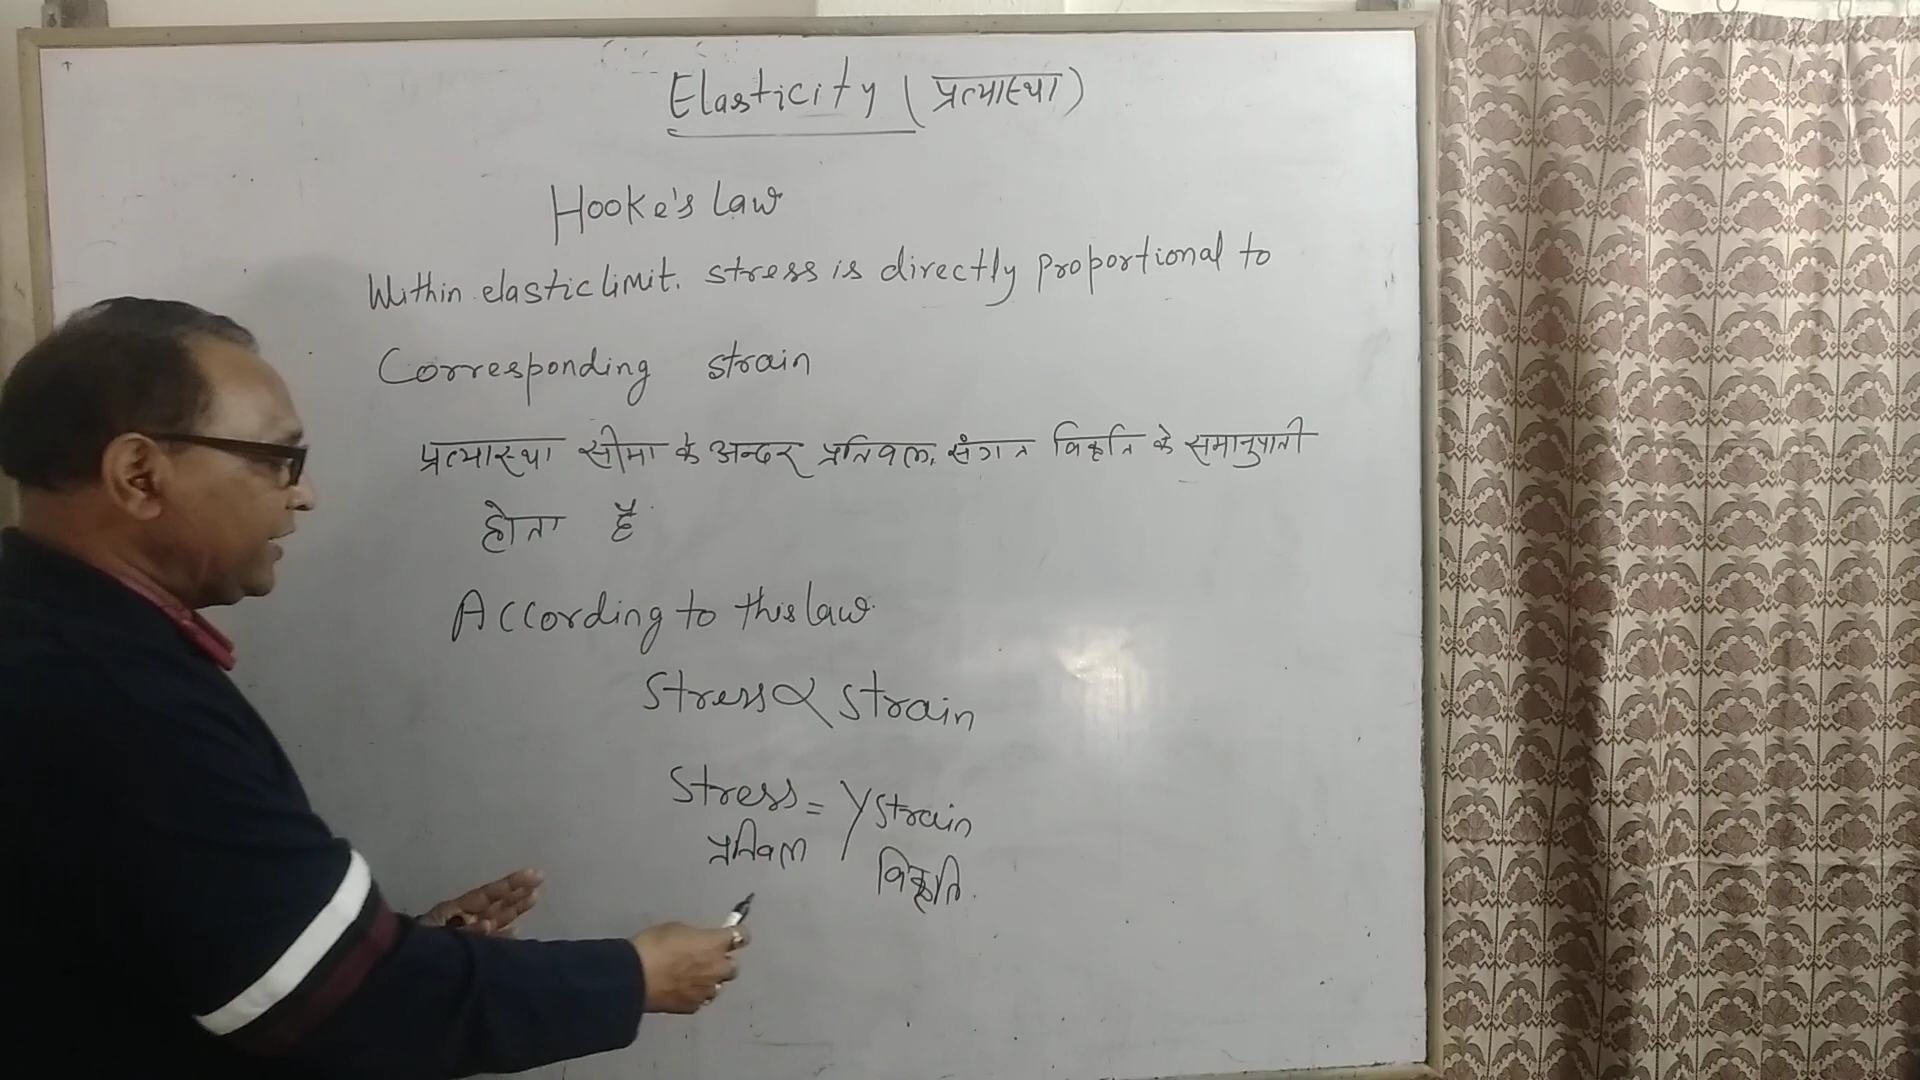 Elasticity (प्रत्यास्था)
Hooke's Law
Within elastic limit. stress is directly proportional to
Corresponding strain
प्रत्यास्था सीमा के अन्दर प्रतिबल, संगत विकृति के समानुपाती
होता है
According to this law.
Stress ∝ strain
Stress = Y strain
प्रतिबल विकृति